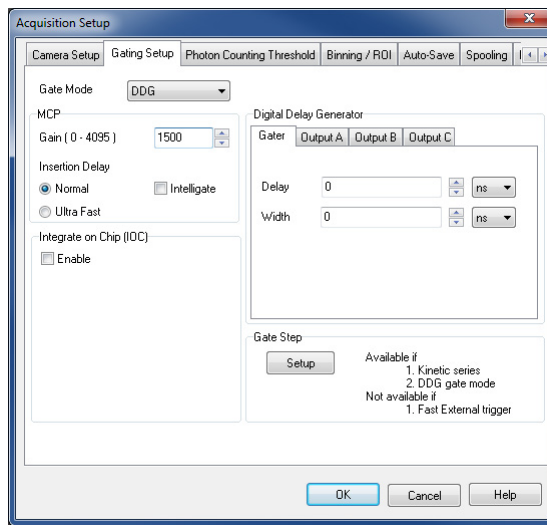 Acquisition Setup
Camera Setup Gating Setup Photon Counting Threshold Binning / ROI Auto-Save Spooling
Gate Mode DDG
MCP
Gain ( 0 - 4095 ) 1500
Insertion Delay
Normal Intelligate
Ultra Fast
Integrate on Chip (IOC)
Enable
Digital Delay Generator
Gater Output A Output B Output C
Delay 0 ns
Width 0 ns
Gate Step
Setup
Available if
1. Kinetic series
2. DDG gate mode
Not available if
1. Fast External trigger
OK Cancel Help